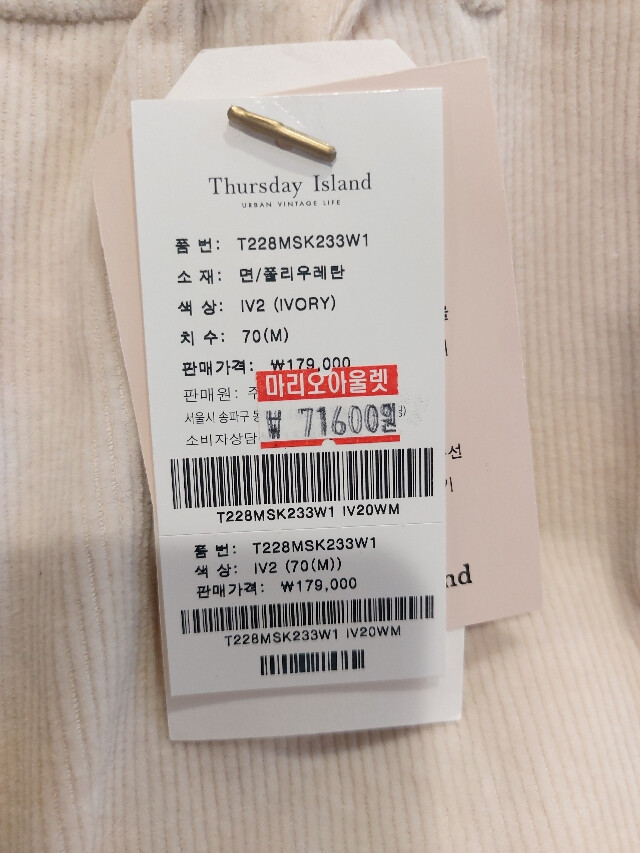 Thursday Island
URBAN VINTAGE LIFE
품 번: T228MSK233W1
소 재: 면/폴리우레탄
색 상: IV2 (IVORY)
치 수: 70(M)
판매가격: ₩179,000
판매원: 주
마리오아울렛
서울시 송파구
₩ 71600원
소비자상담
T228MSK233W1 IV20WM
품 번: T228MSK233W1
색 상: IV2 (70(M))
판매가격: ₩179,000
T228MSK233W1 IV20WM
선
기
nd